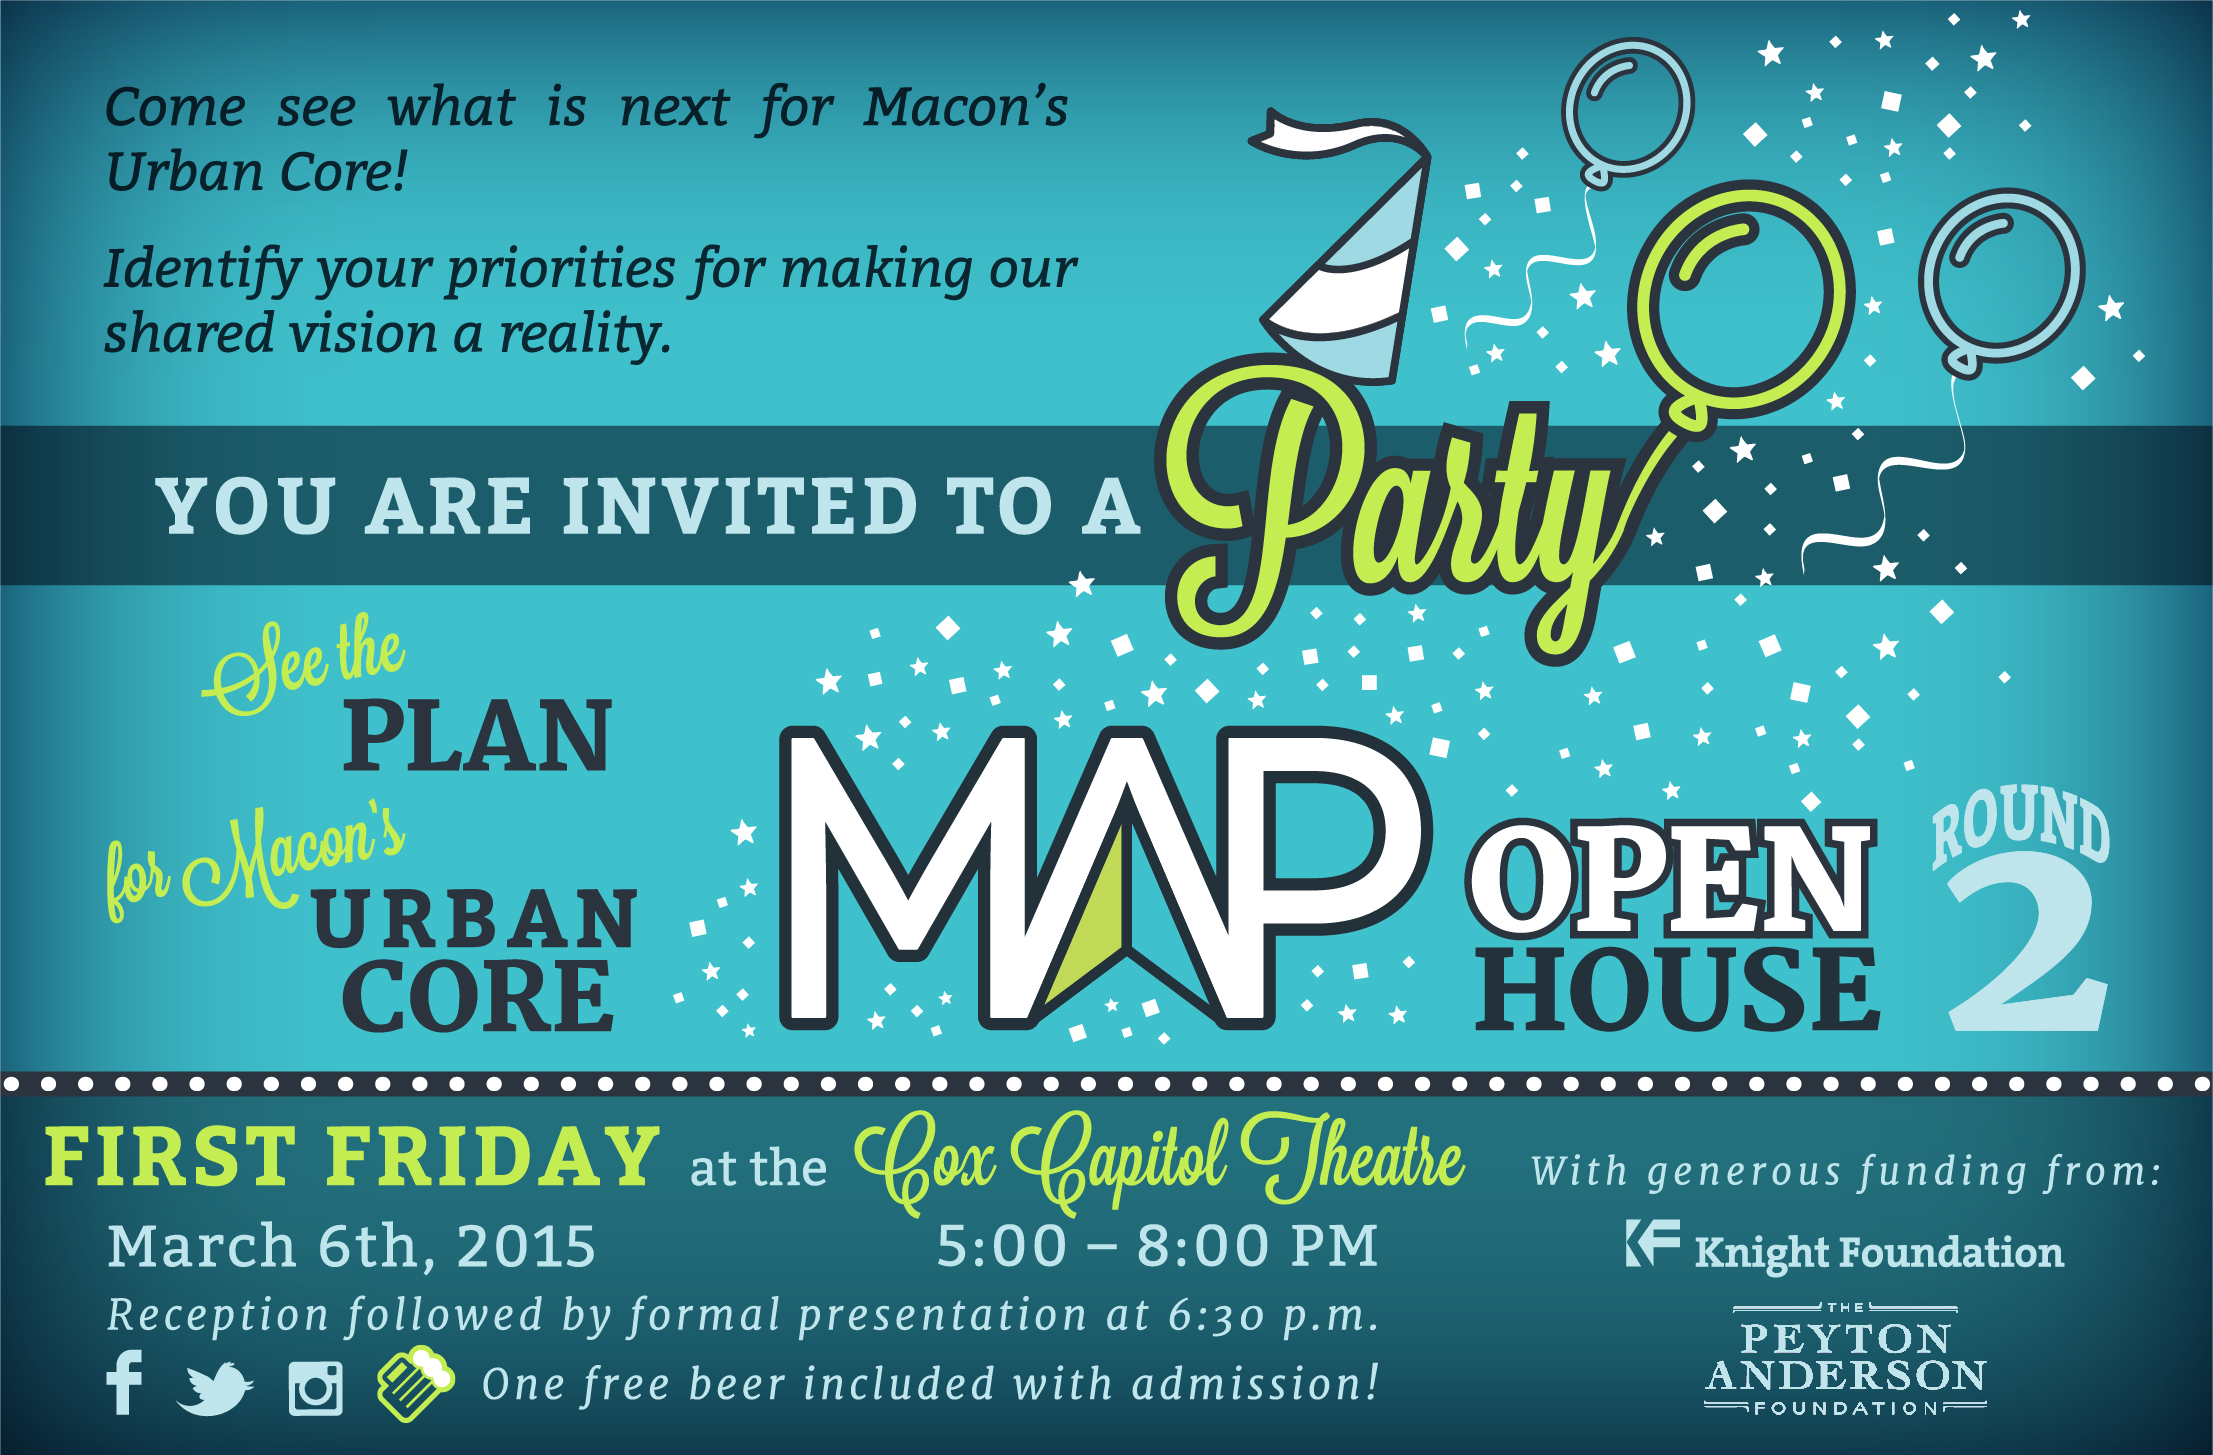 Come see what is next for Macon's
Urban Core!
Identify your priorities for making our
shared vision a reality.
YOU ARE INVITED TO A Party
See the
PLAN
for Macon's
URBAN
CORE
MAP
OPEN
HOUSE
ROUND
2
FIRST FRIDAY at the Cox Capitol Theatre
March 6th, 2015
5:00 – 8:00 PM
Reception followed by formal presentation at 6:30 p.m.
One free beer included with admission!
With generous funding from:
KF Knight Foundation
THE
PEYTON
ANDERSON
FOUNDATION